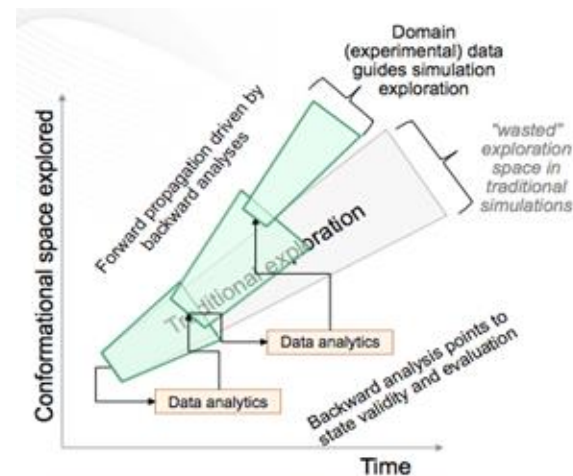 Domain
(experimental) data
guides simulation
exploration
"wasted"
exploration
space in
traditional
simulations
Forward propagation driven by
backward analyses
Conformational space explored
Traditional exploration
Data analytics
Data analytics
Backward analysis points to
state validity and evaluation
Time